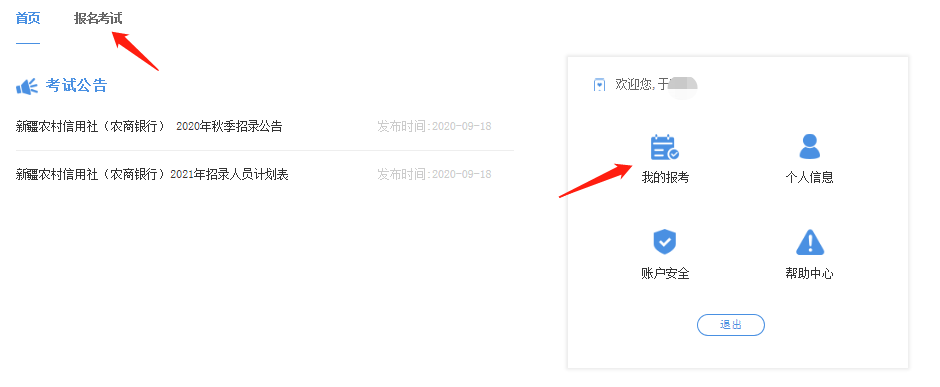 首页 报名考试
考试公告
新疆农村信用社（农商银行） 2020年秋季招录公告 发布时间:2020-09-18
新疆农村信用社（农商银行）2021年招录人员计划表 发布时间:2020-09-18
欢迎您,于
我的报考 个人信息
账户安全 帮助中心
退出